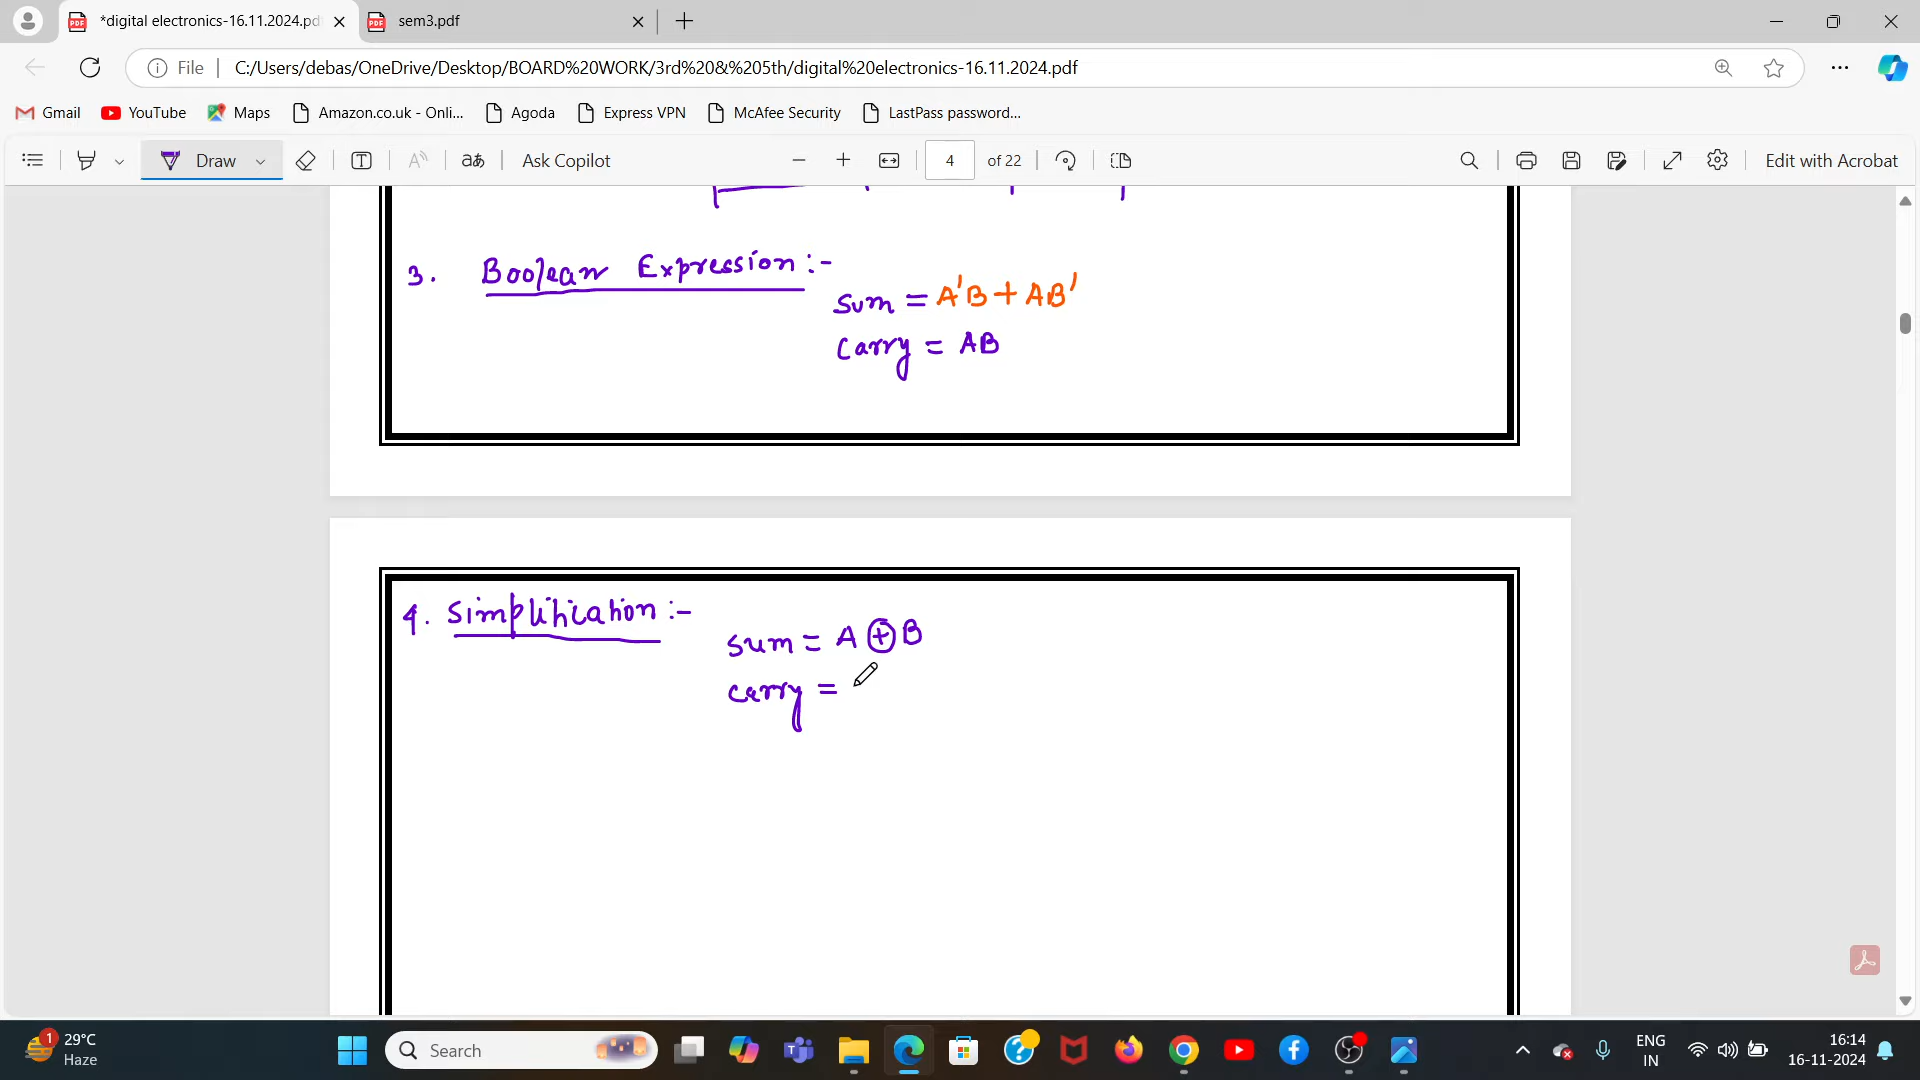 *digital electronics-16.11.2024.pd
sem3.pdf
File
C:/Users/debas/OneDrive/Desktop/BOARD%20WORK/3rd%20&%205th/digital%20electronics-16.11.2024.pdf
Gmail YouTube Maps Amazon.co.uk - Onli... Agoda Express VPN McAfee Security LastPass password...
Draw Ask Copilot 4 of 22 Edit with Acrobat
3. Boolean Expression :-
Sum = A'B + AB'
Carry = AB
4. Simplification :-
sum = A ⊕ B
carry =
1 29°C
Haze
Search
ENG
IN
16:14
16-11-2024